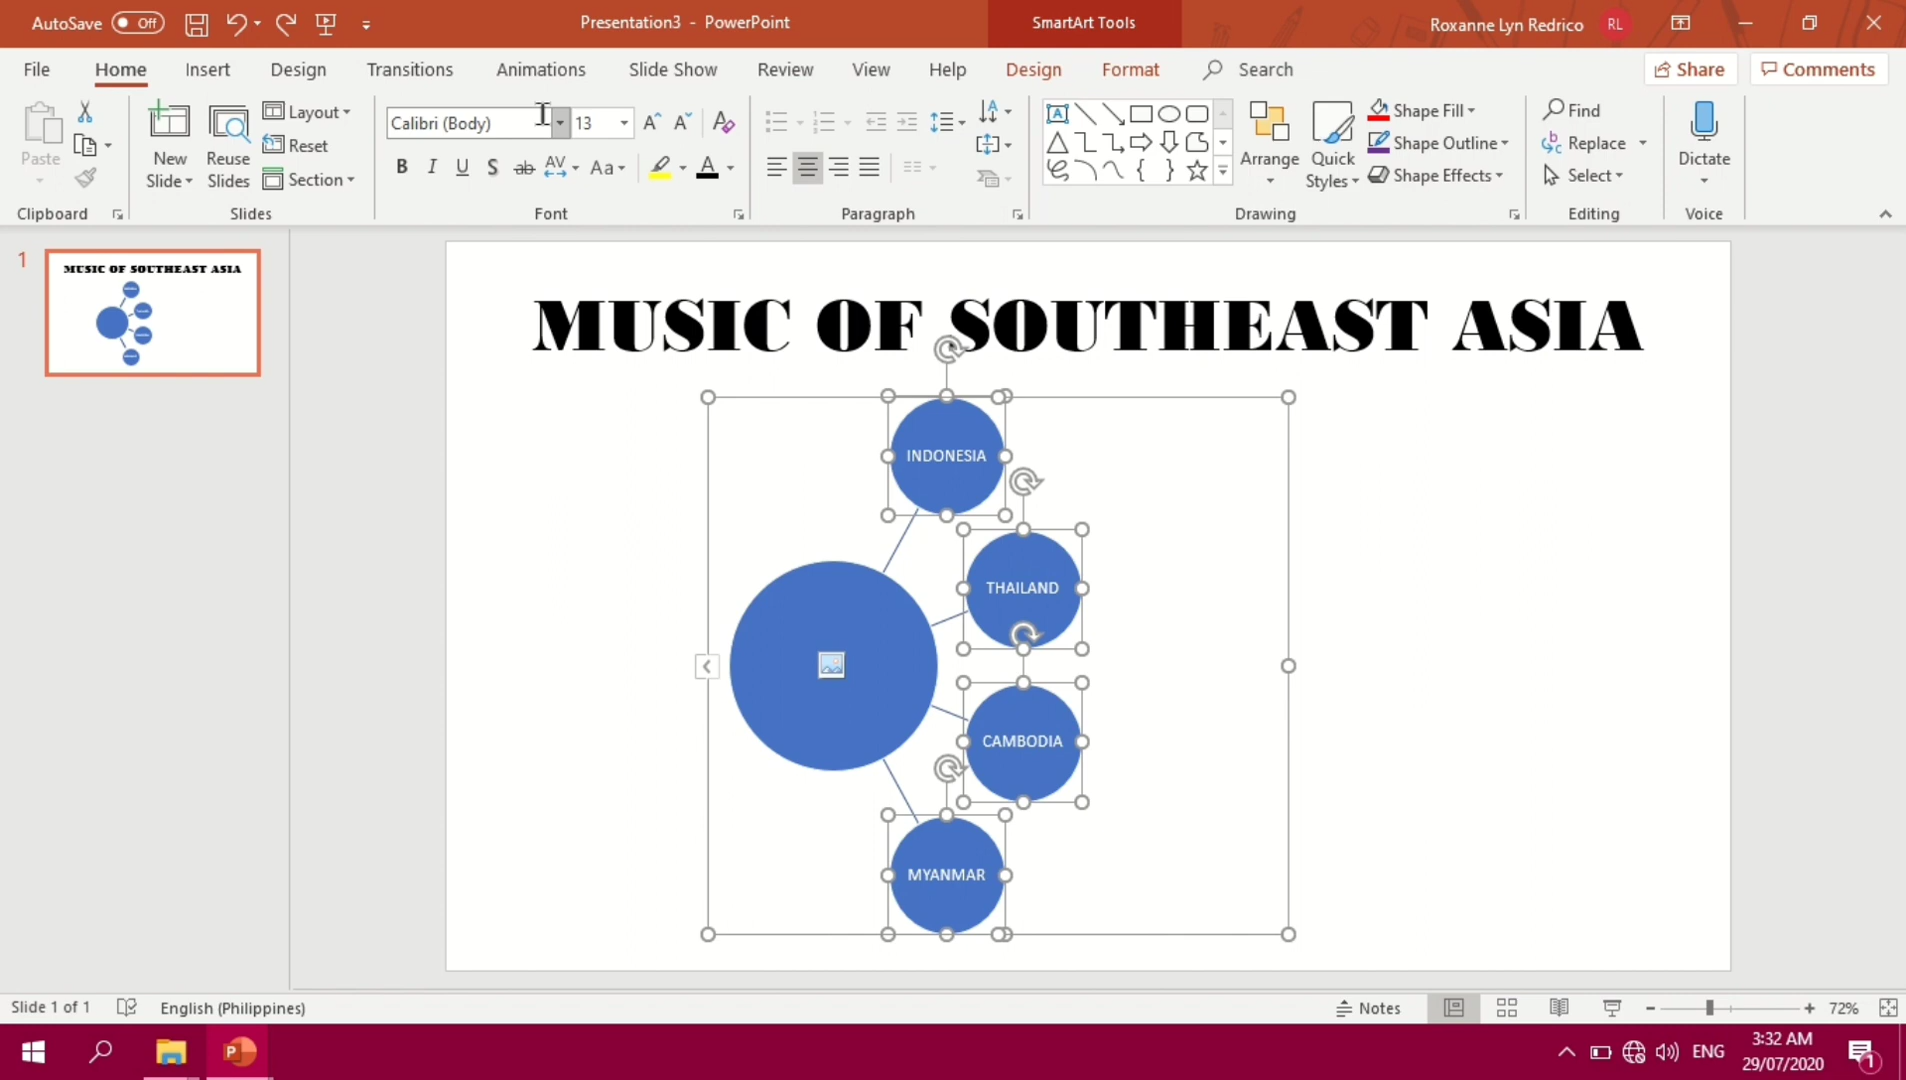 AutoSave Off Presentation3 - PowerPoint SmartArt Tools Roxanne Lyn Redrico RL
File Home Insert Design Transitions Animations Slide Show Review View Help Design Format Search Share Comments
Paste
Clipboard
New Slide
Reuse Slides
Layout
Reset
Section
Slides
Calibri (Body) 13
B I U S ab AV Aa A
Font
Paragraph
Arrange
Quick Styles
Shape Fill
Shape Outline
Shape Effects
Drawing
Find
Replace
Select
Editing
Dictate
Voice
1
MUSIC OF SOUTHEAST ASIA
MUSIC OF SOUTHEAST ASIA
INDONESIA
THAILAND
CAMBODIA
MYANMAR
Slide 1 of 1 English (Philippines) Notes 72%
ENG 3:32 AM
29/07/2020
1